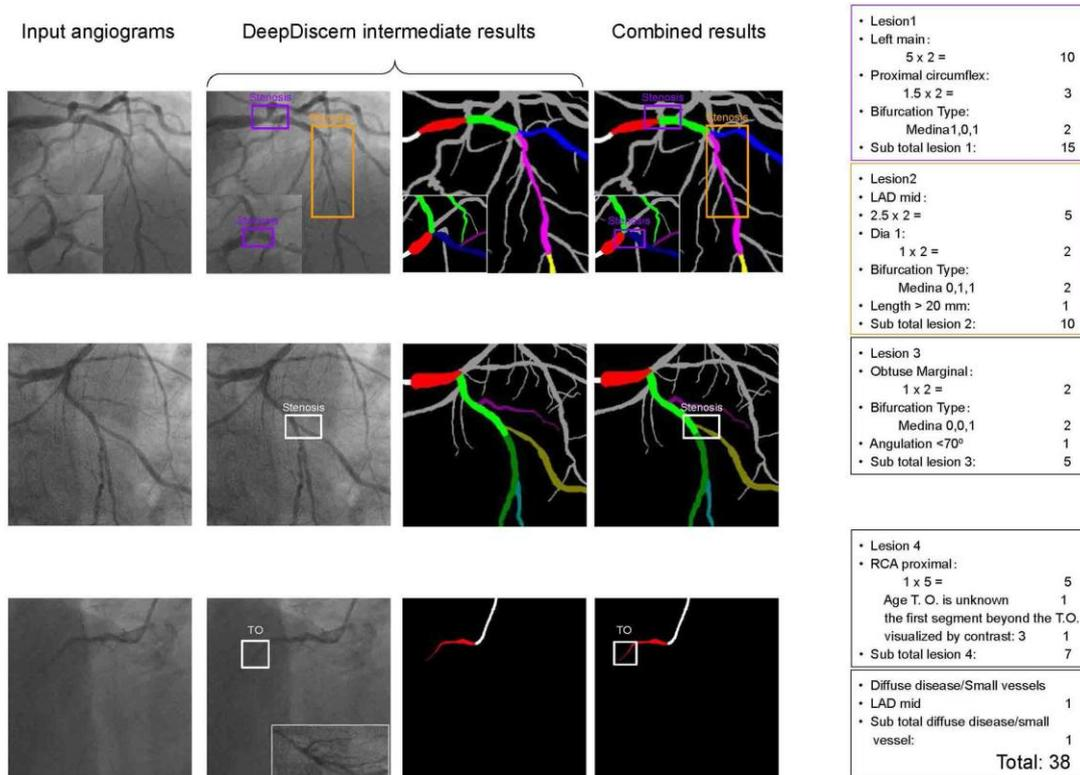 Input angiograms
DeepDiscern intermediate results
Combined results
Stenosis
Stenosis
Stenosis
Stenosis
Stenosis
Stenosis
Stenosis
Stenosis
TO
TO
• Lesion1
• Left main:
5 x 2 = 10
• Proximal circumflex:
1.5 x 2 = 3
• Bifurcation Type:
Medina1,0,1 2
• Sub total lesion 1: 15
• Lesion2
• LAD mid:
• 2.5 x 2 = 5
• Dia 1:
1 x 2 = 2
• Bifurcation Type:
Medina 0,1,1 2
• Length > 20 mm: 1
• Sub total lesion 2: 10
• Lesion 3
• Obtuse Marginal:
1 x 2 = 2
• Bifurcation Type:
Medina 0,0,1 2
• Angulation <70º 1
• Sub total lesion 3: 5
• Lesion 4
• RCA proximal:
1 x 5 = 5
Age T. O. is unknown 1
the first segment beyond the T.O.
visualized by contrast: 3 1
• Sub total lesion 4: 7
• Diffuse disease/Small vessels
• LAD mid 1
• Sub total diffuse disease/small
vessel: 1
Total: 38